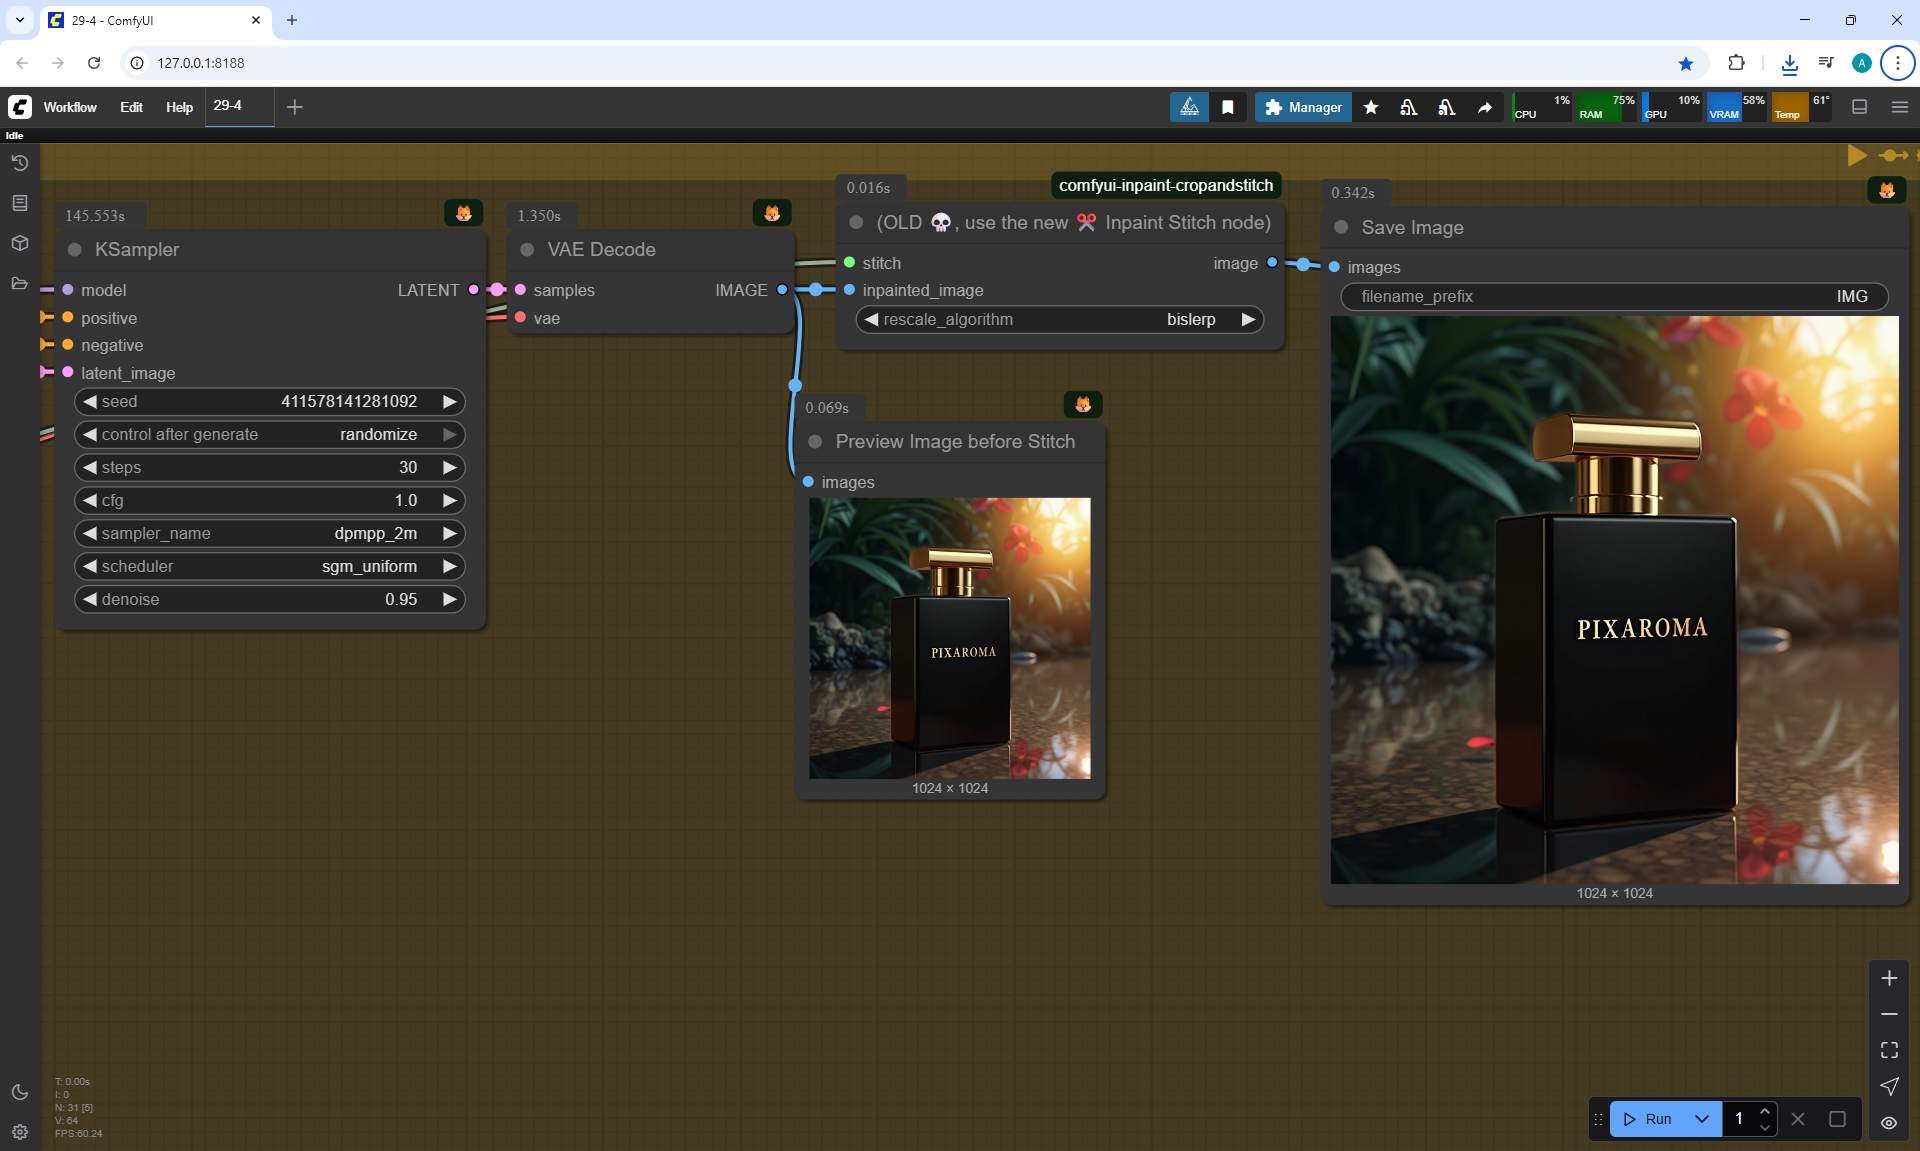 29-4 - ComfyUI
127.0.0.1:8188
A
Workflow
Edit
Help
29-4
Manager
CPU
1%
RAM
75%
GPU
10%
VRAM
58%
Temp
61°
Idle
145.553s
KSampler
model
LATENT
positive
negative
latent_image
seed
411578141281092
control after generate
randomize
steps
30
cfg
1.0
sampler_name
dpmpp_2m
scheduler
sgm_uniform
denoise
0.95
1.350s
VAE Decode
samples
IMAGE
vae
0.016s
comfyui-inpaint-cropandstitch
(OLD 💀, use the new ✂️ Inpaint Stitch node)
stitch
image
inpainted_image
rescale_algorithm
bislerp
0.069s
Preview Image before Stitch
images
PIXAROMA
1024 × 1024
0.342s
Save Image
images
filename_prefix
IMG
PIXAROMA
1024 × 1024
T: 0.00s
I: 0
N: 31 [5]
V: 64
FPS:60.24
Run
1